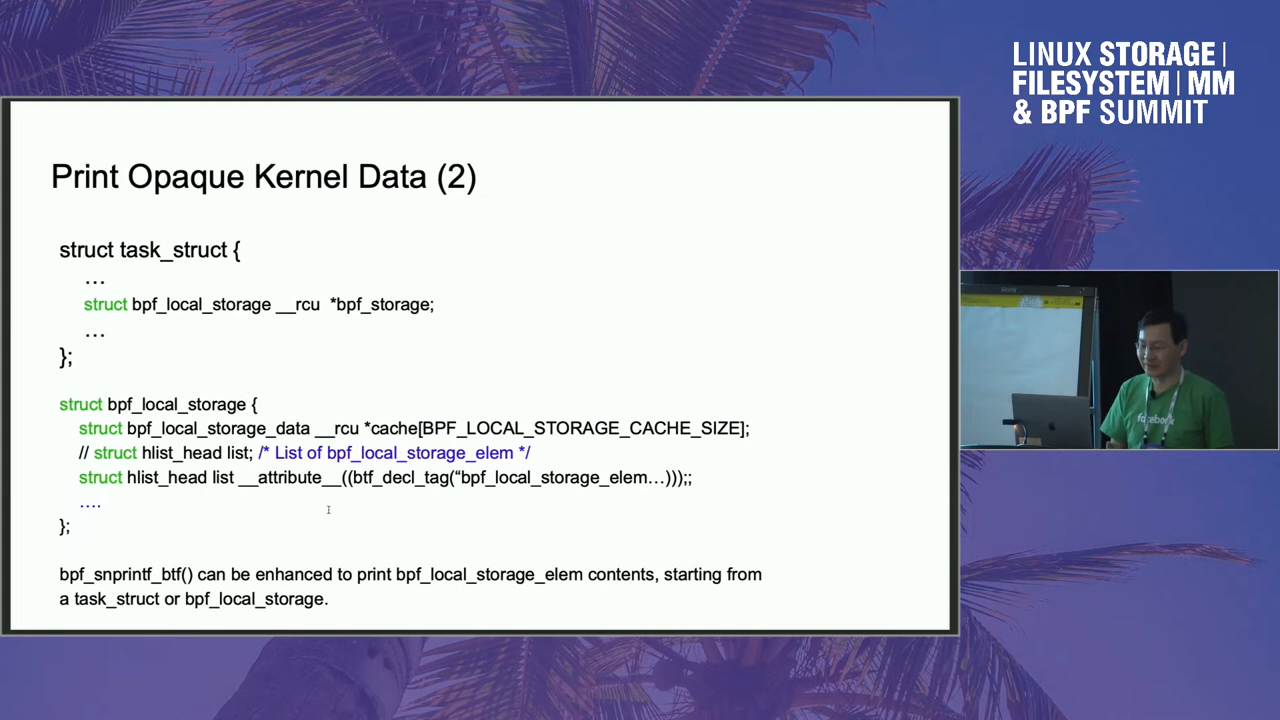 LINUX STORAGE |
FILESYSTEM | MM
& BPF SUMMIT
Print Opaque Kernel Data (2)
struct task_struct {
…
struct bpf_local_storage __rcu *bpf_storage;
…
};
struct bpf_local_storage {
struct bpf_local_storage_data __rcu *cache[BPF_LOCAL_STORAGE_CACHE_SIZE];
// struct hlist_head list; /* List of bpf_local_storage_elem */
struct hlist_head list __attribute__((btf_decl_tag(“bpf_local_storage_elem…)));;
….
};
bpf_snprintf_btf() can be enhanced to print bpf_local_storage_elem contents, starting from
a task_struct or bpf_local_storage.
facebook